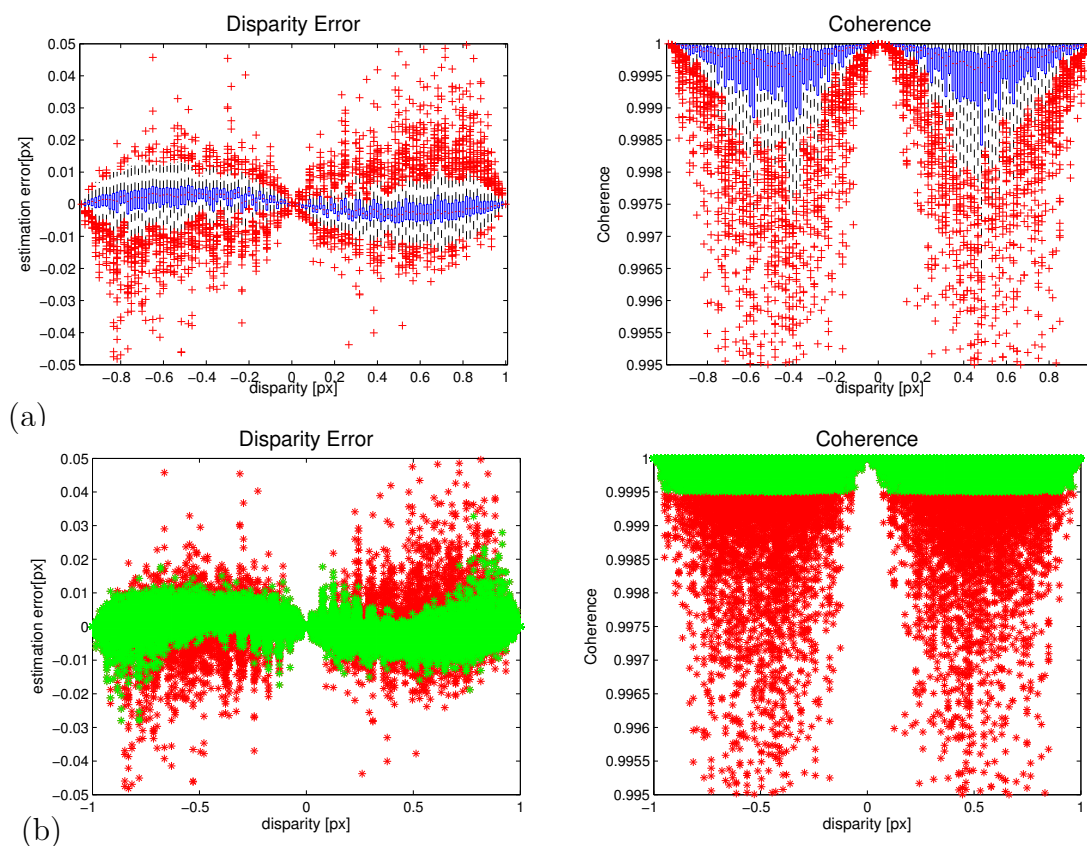 Disparity Error
0.05
0.04
0.03
0.02
0.01
0
−0.01
−0.02
−0.03
−0.04
−0.05
estimation error[px]
−0.8 −0.6 −0.4 −0.2 0 0.2 0.4 0.6 0.8 1
disparity [px]
Coherence
1
0.9995
0.999
0.9985
0.998
0.9975
0.997
0.9965
0.996
0.9955
0.995
Coherence
−0.8 −0.6 −0.4 −0.2 0 0.2 0.4 0.6 0.8
disparity [px]
(a)
Disparity Error
0.05
0.04
0.03
0.02
0.01
0
−0.01
−0.02
−0.03
−0.04
−0.05
estimation error[px]
−1 −0.5 0 0.5 1
disparity [px]
Coherence
1
0.9995
0.999
0.9985
0.998
0.9975
0.997
0.9965
0.996
0.9955
0.995
Coherence
−1 −0.5 0 0.5 1
disparity [px]
(b)